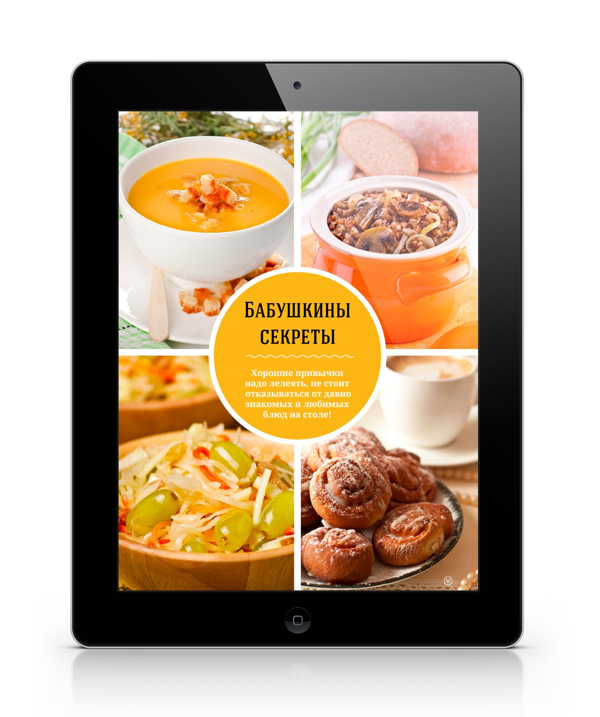 Бабушкины
секреты
Хорошие привычки
надо лелеять, не стоит
отказываться от давно
знакомых и любимых
блюд на столе!